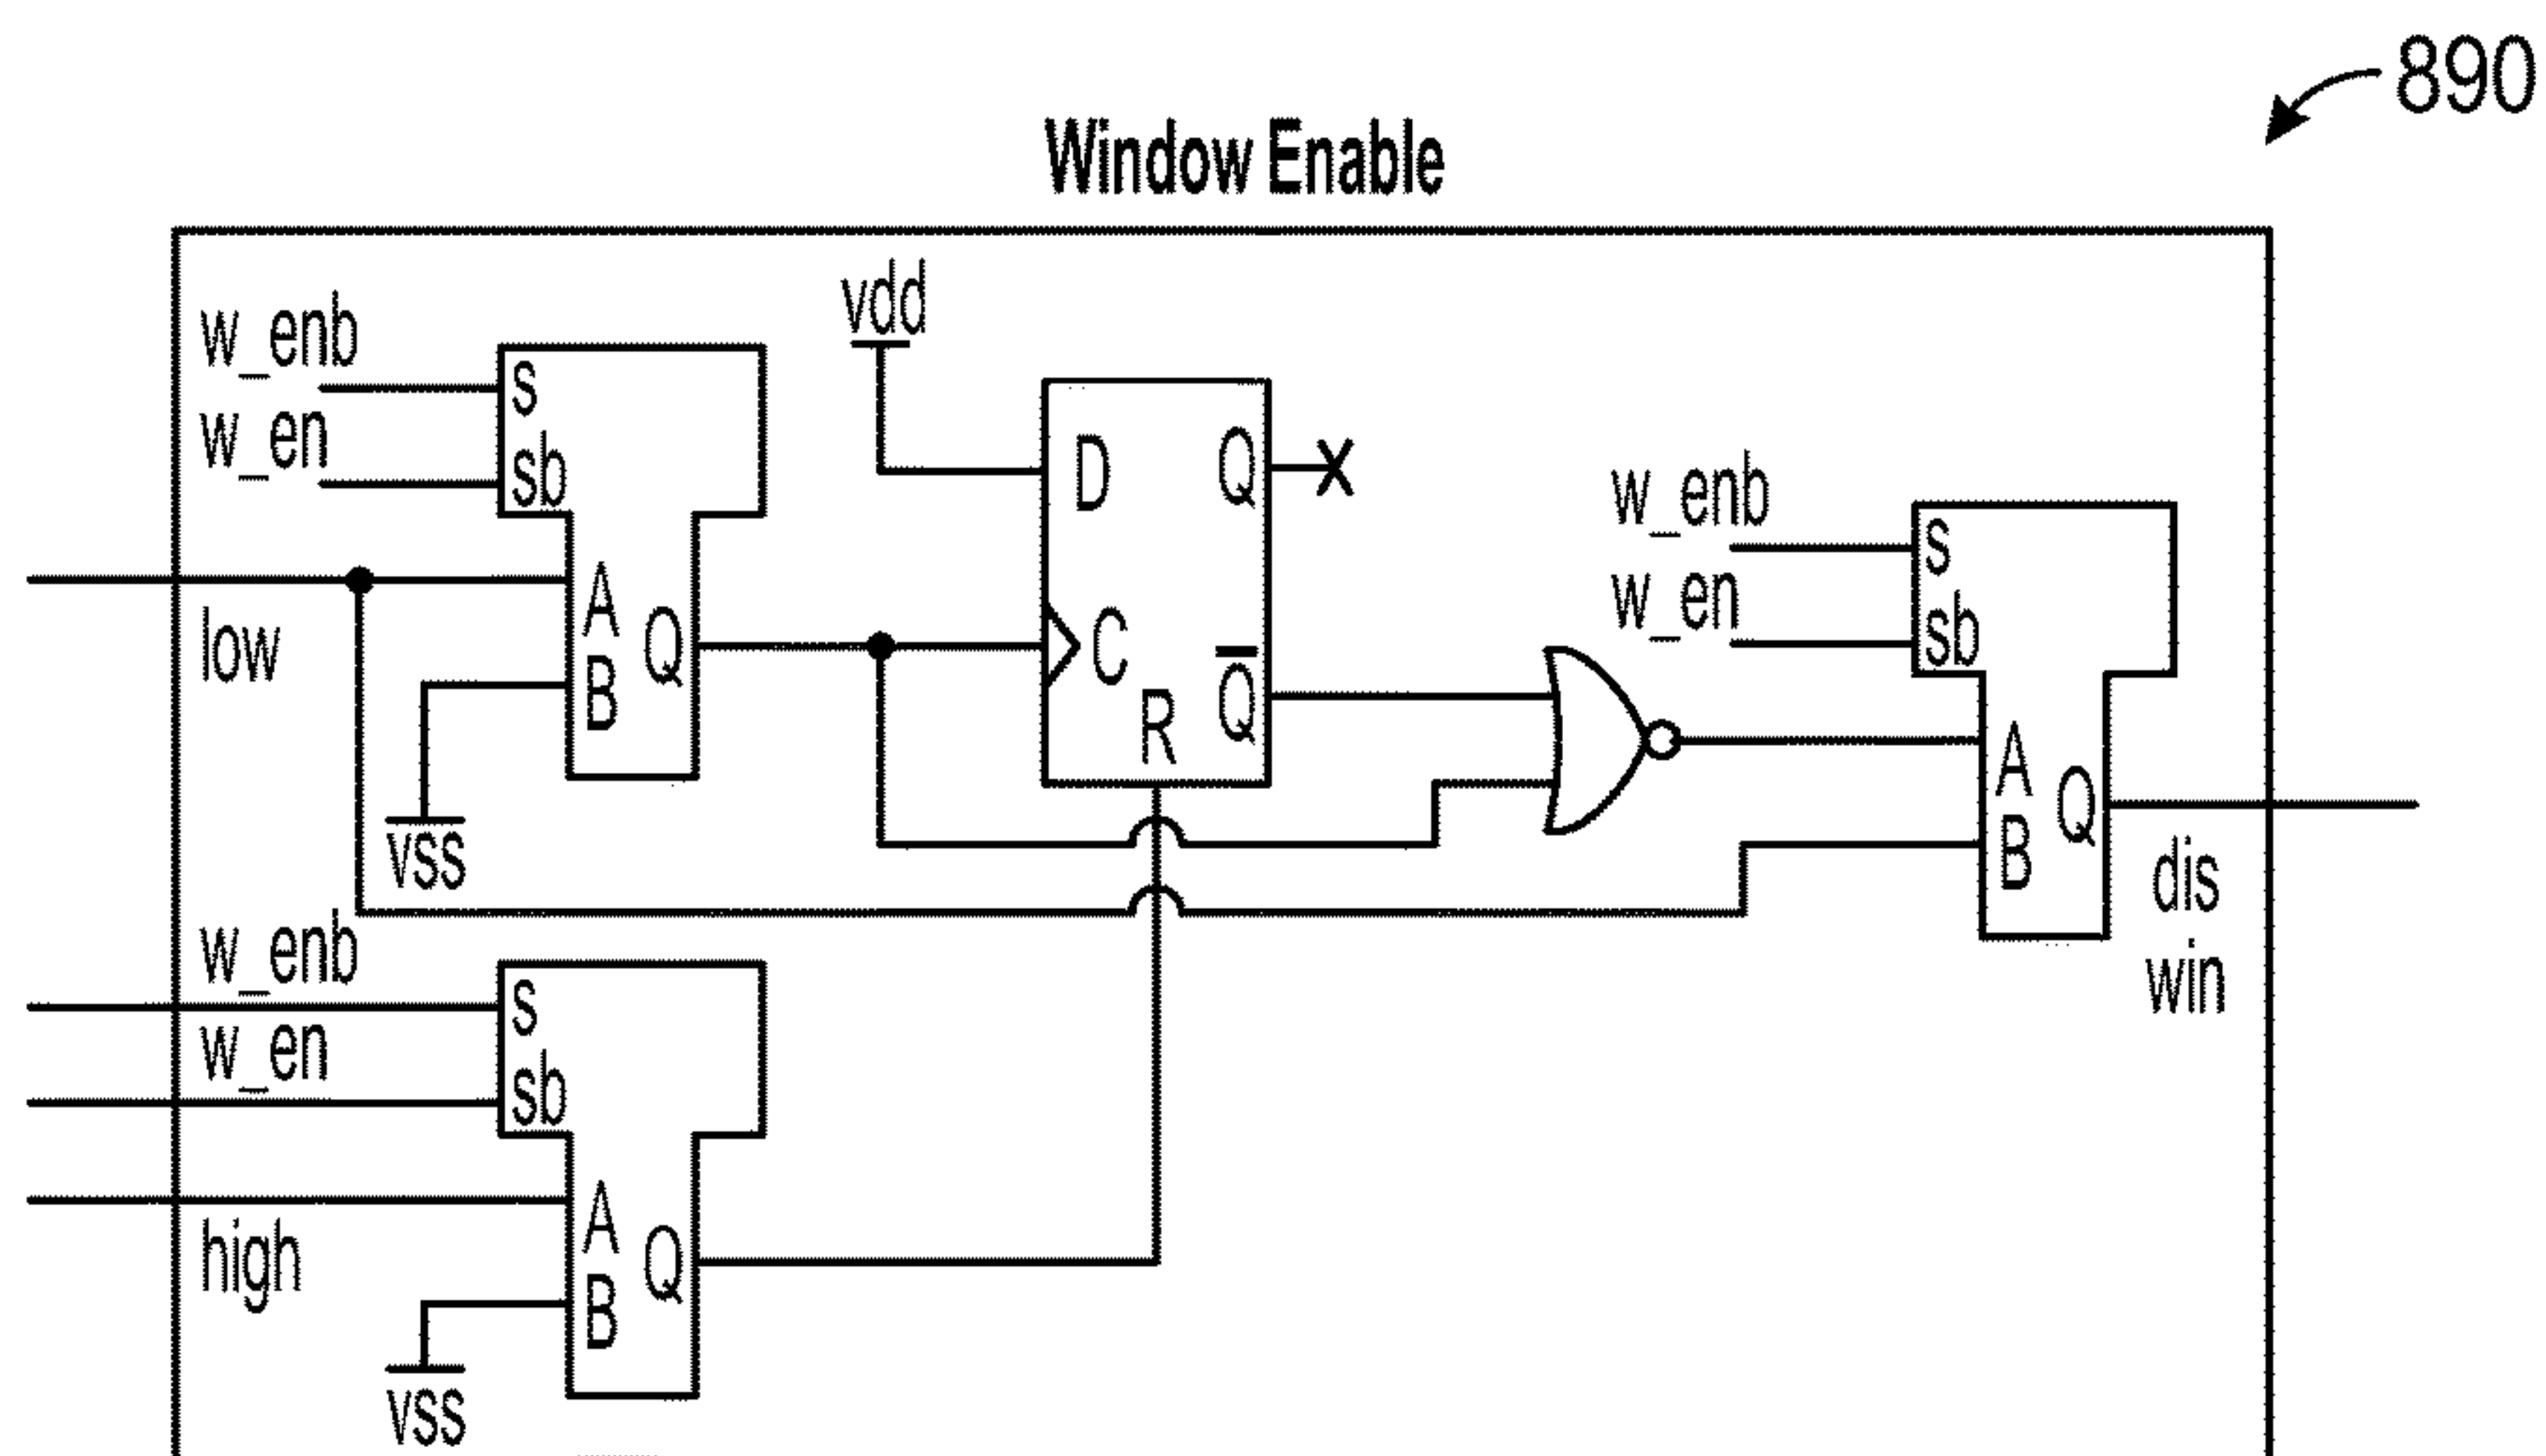 890
Window Enable
w_enb
s
w_en
sb
low
A
B
Q
vss
vdd
D
Q
X
C
R
Q
w_enb
s
w_en
sb
A
B
Q
dis
win
w_enb
s
w_en
sb
high
A
B
Q
vss